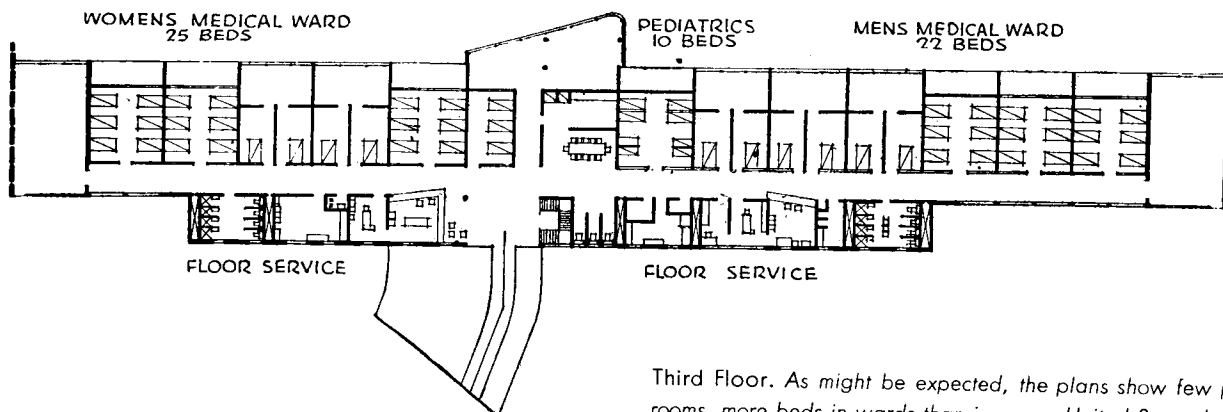 WOMENS MEDICAL WARD
25 BEDS
PEDIATRICS
10 BEDS
MENS MEDICAL WARD
22 BEDS
FLOOR SERVICE
FLOOR SERVICE
Third Floor. As might be expected, the plans show few
rooms, more beds in wards than in